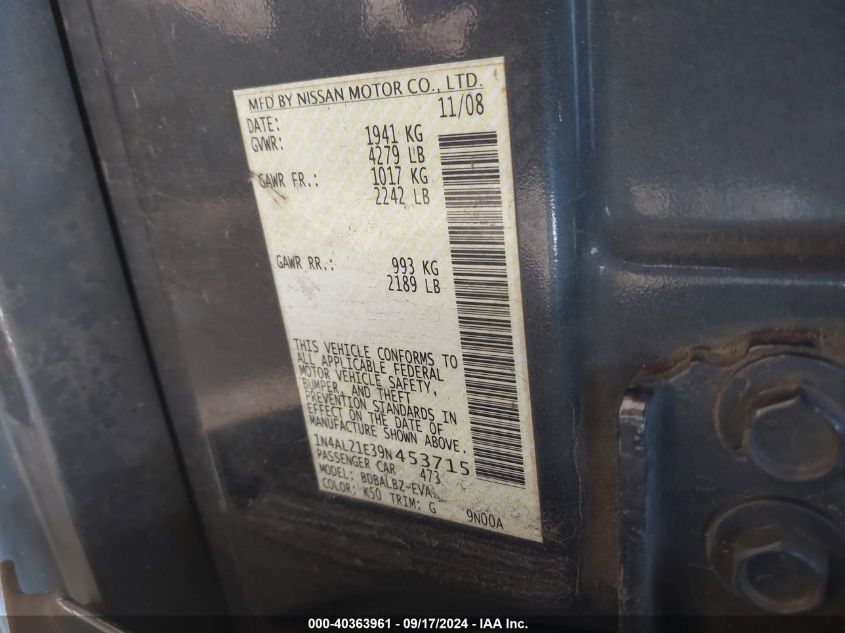 MFD BY NISSAN MOTOR CO., LTD.
DATE: 11/08
GVWR: 1941 KG
4279 LB
GAWR FR.: 1017 KG
2242 LB
GAWR RR.: 993 KG
2189 LB
THIS VEHICLE CONFORMS TO
ALL APPLICABLE FEDERAL
MOTOR VEHICLE SAFETY,
BUMPER, AND THEFT
PREVENTION STANDARDS IN
EFFECT ON THE DATE OF
MANUFACTURE SHOWN ABOVE.
1N4AL21E39N453715
PASSENGER CAR 473
MODEL: BDBALBZ-EVA
COLOR: K50 TRIM: G 9N00A
000-40363961 - 09/17/2024 - IAA Inc.